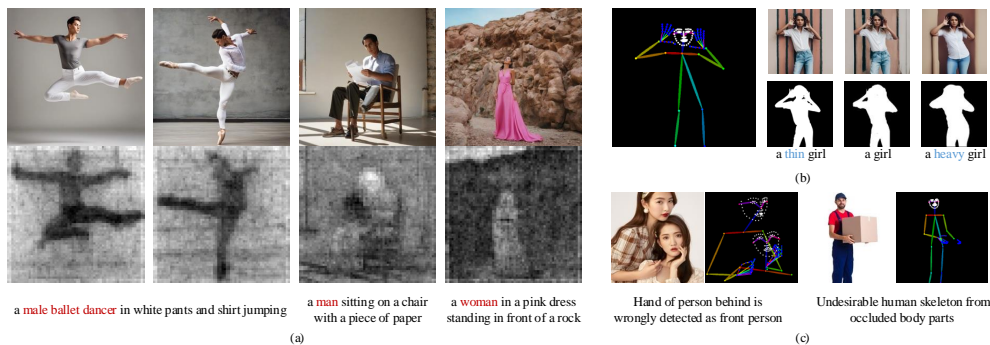 a male ballet dancer in white pants and shirt jumping
a man sitting on a chair
with a piece of paper
a woman in a pink dress
standing in front of a rock
(a)
a thin girl
a girl
a heavy girl
(b)
Hand of person behind is
wrongly detected as front person
Undesirable human skeleton from
occluded body parts
(c)